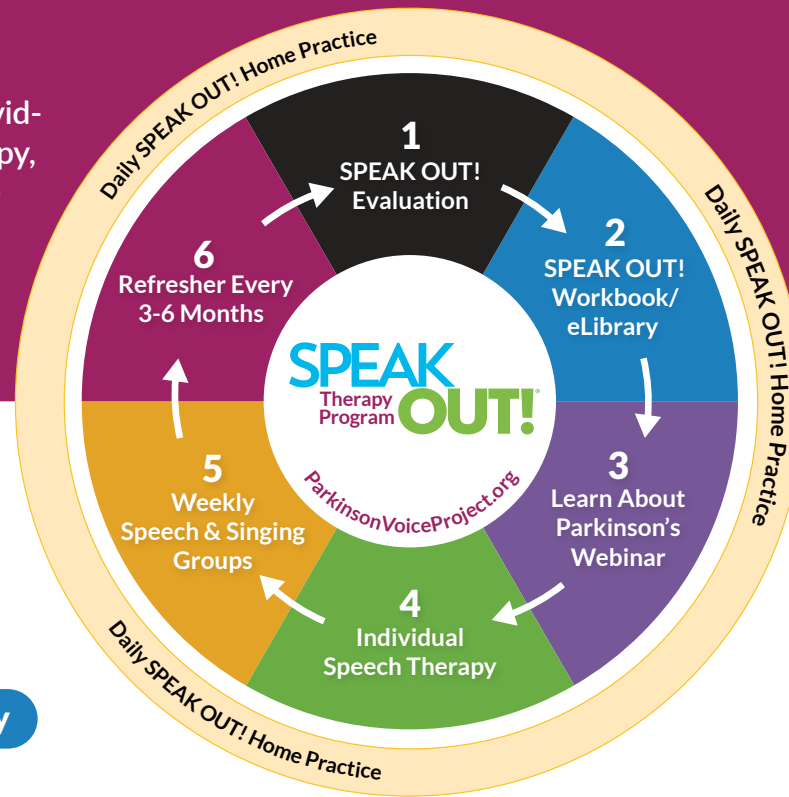 vid-
py,
Daily SPEAK OUT! Home Practice
Daily SPEAK OUT! Home Practice
Daily SPEAK OUT! Home Practice
1
SPEAK OUT!
Evaluation
2
SPEAK OUT!
Workbook/
eLibrary
3
Learn About
Parkinson's
Webinar
4
Individual
Speech Therapy
5
Weekly
Speech & Singing
Groups
6
Refresher Every
3-6 Months
SPEAK
Therapy
Program
OUT!®
ParkinsonVoiceProject.org
y